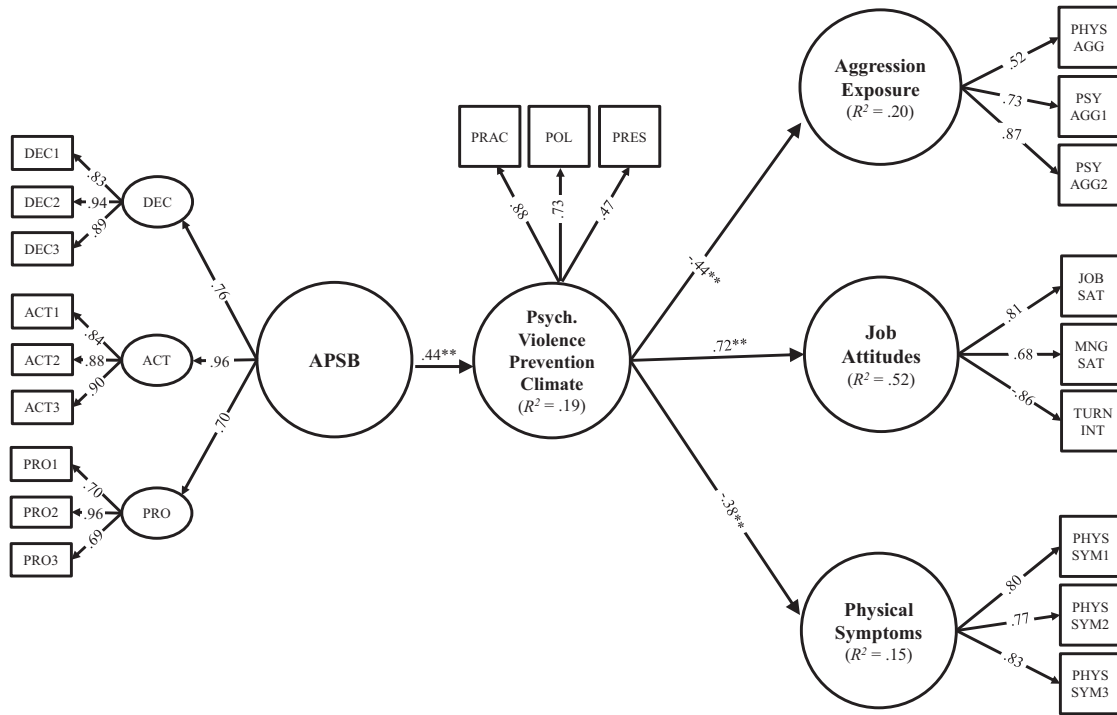 DEC1
DEC2
DEC3
.83
.94
.89
DEC
ACT1
ACT2
ACT3
.84
.88
.90
ACT
PRO1
PRO2
PRO3
.70
.96
.69
PRO
.76
.96
.70
APSB
.44**
PRAC
POL
PRES
.88
.73
.47
Psych.
Violence
Prevention
Climate
(R² = .19)
-.44**
.72**
-.38**
Aggression
Exposure
(R² = .20)
.52
.73
.87
PHYS
AGG
PSY
AGG1
PSY
AGG2
Job
Attitudes
(R² = .52)
.81
.68
-.86
JOB
SAT
MNG
SAT
TURN
INT
Physical
Symptoms
(R² = .15)
.80
.77
.83
PHYS
SYM1
PHYS
SYM2
PHYS
SYM3